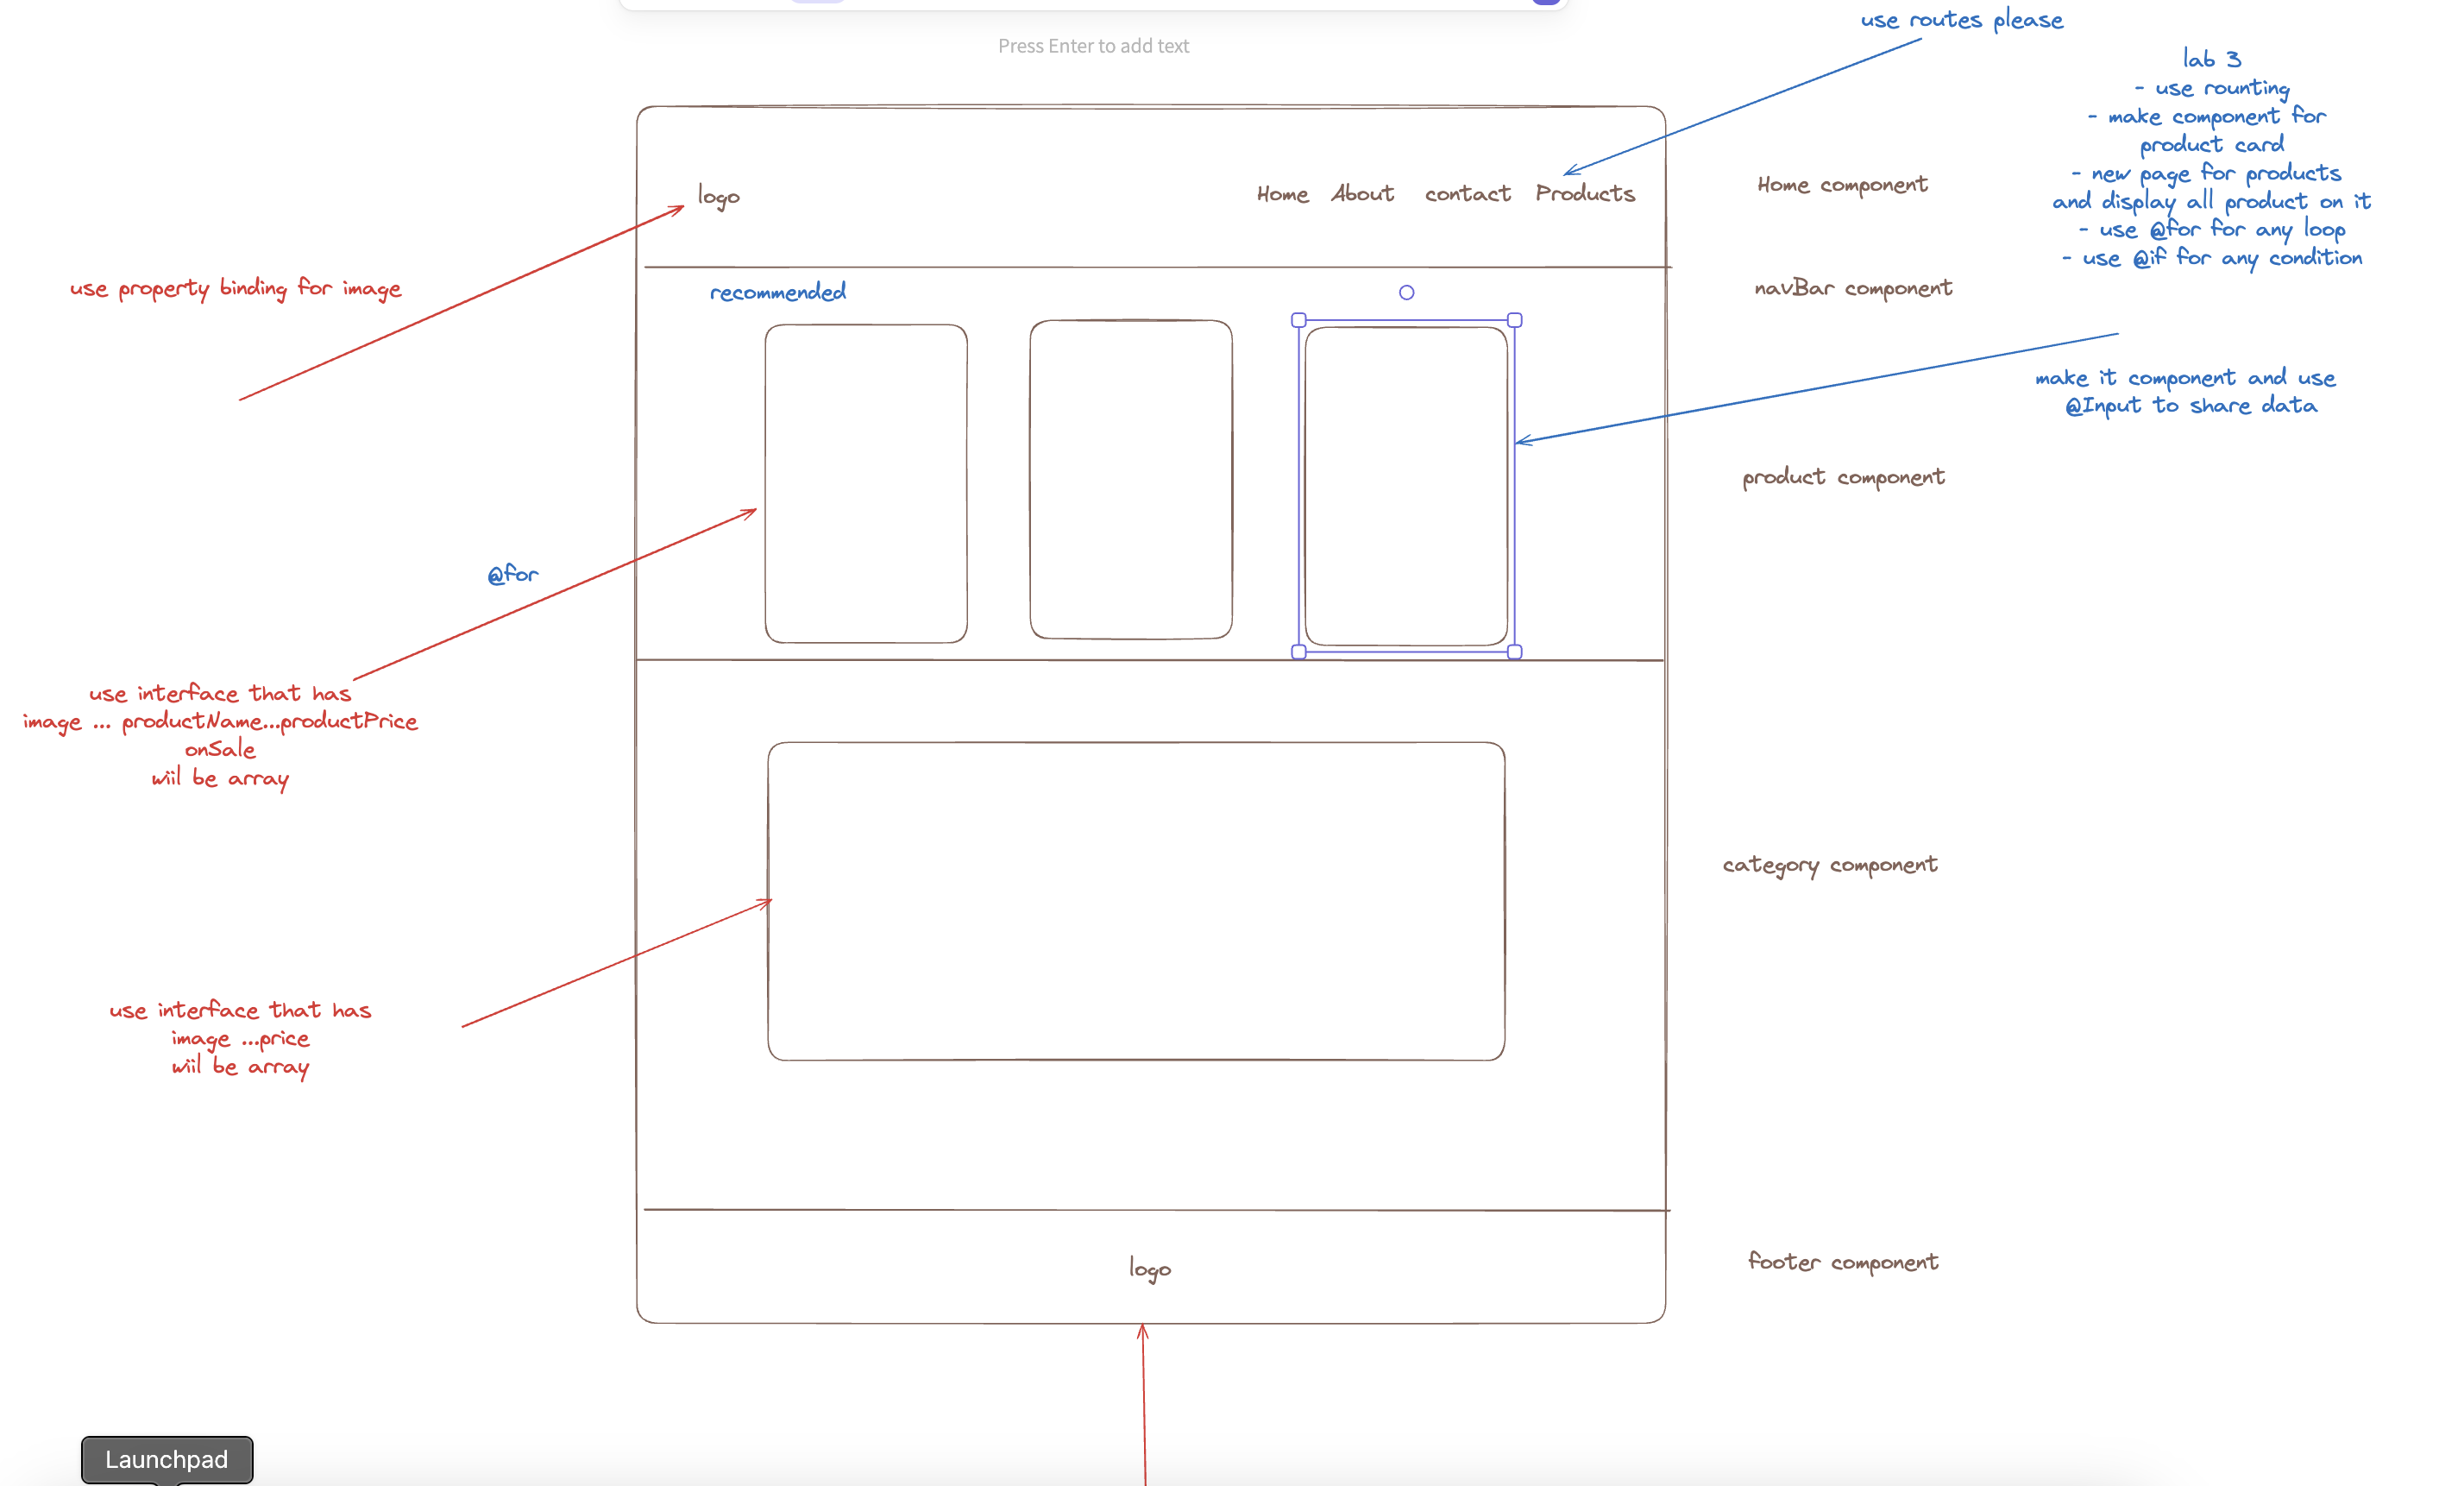 Press Enter to add text
use routes please
lab 3
- use rounting
- make component for
product card
- new page for products
and display all product on it
- use @for for any loop
- use @if for any condition
logo
Home About contact Products
Home component
use property binding for image
recommended
navBar component
make it component and use
@Input to share data
product component
@for
use interface that has
image ... productName...productPrice
onSale
wiil be array
category component
use interface that has
image ...price
wiil be array
logo
footer component
Launchpad